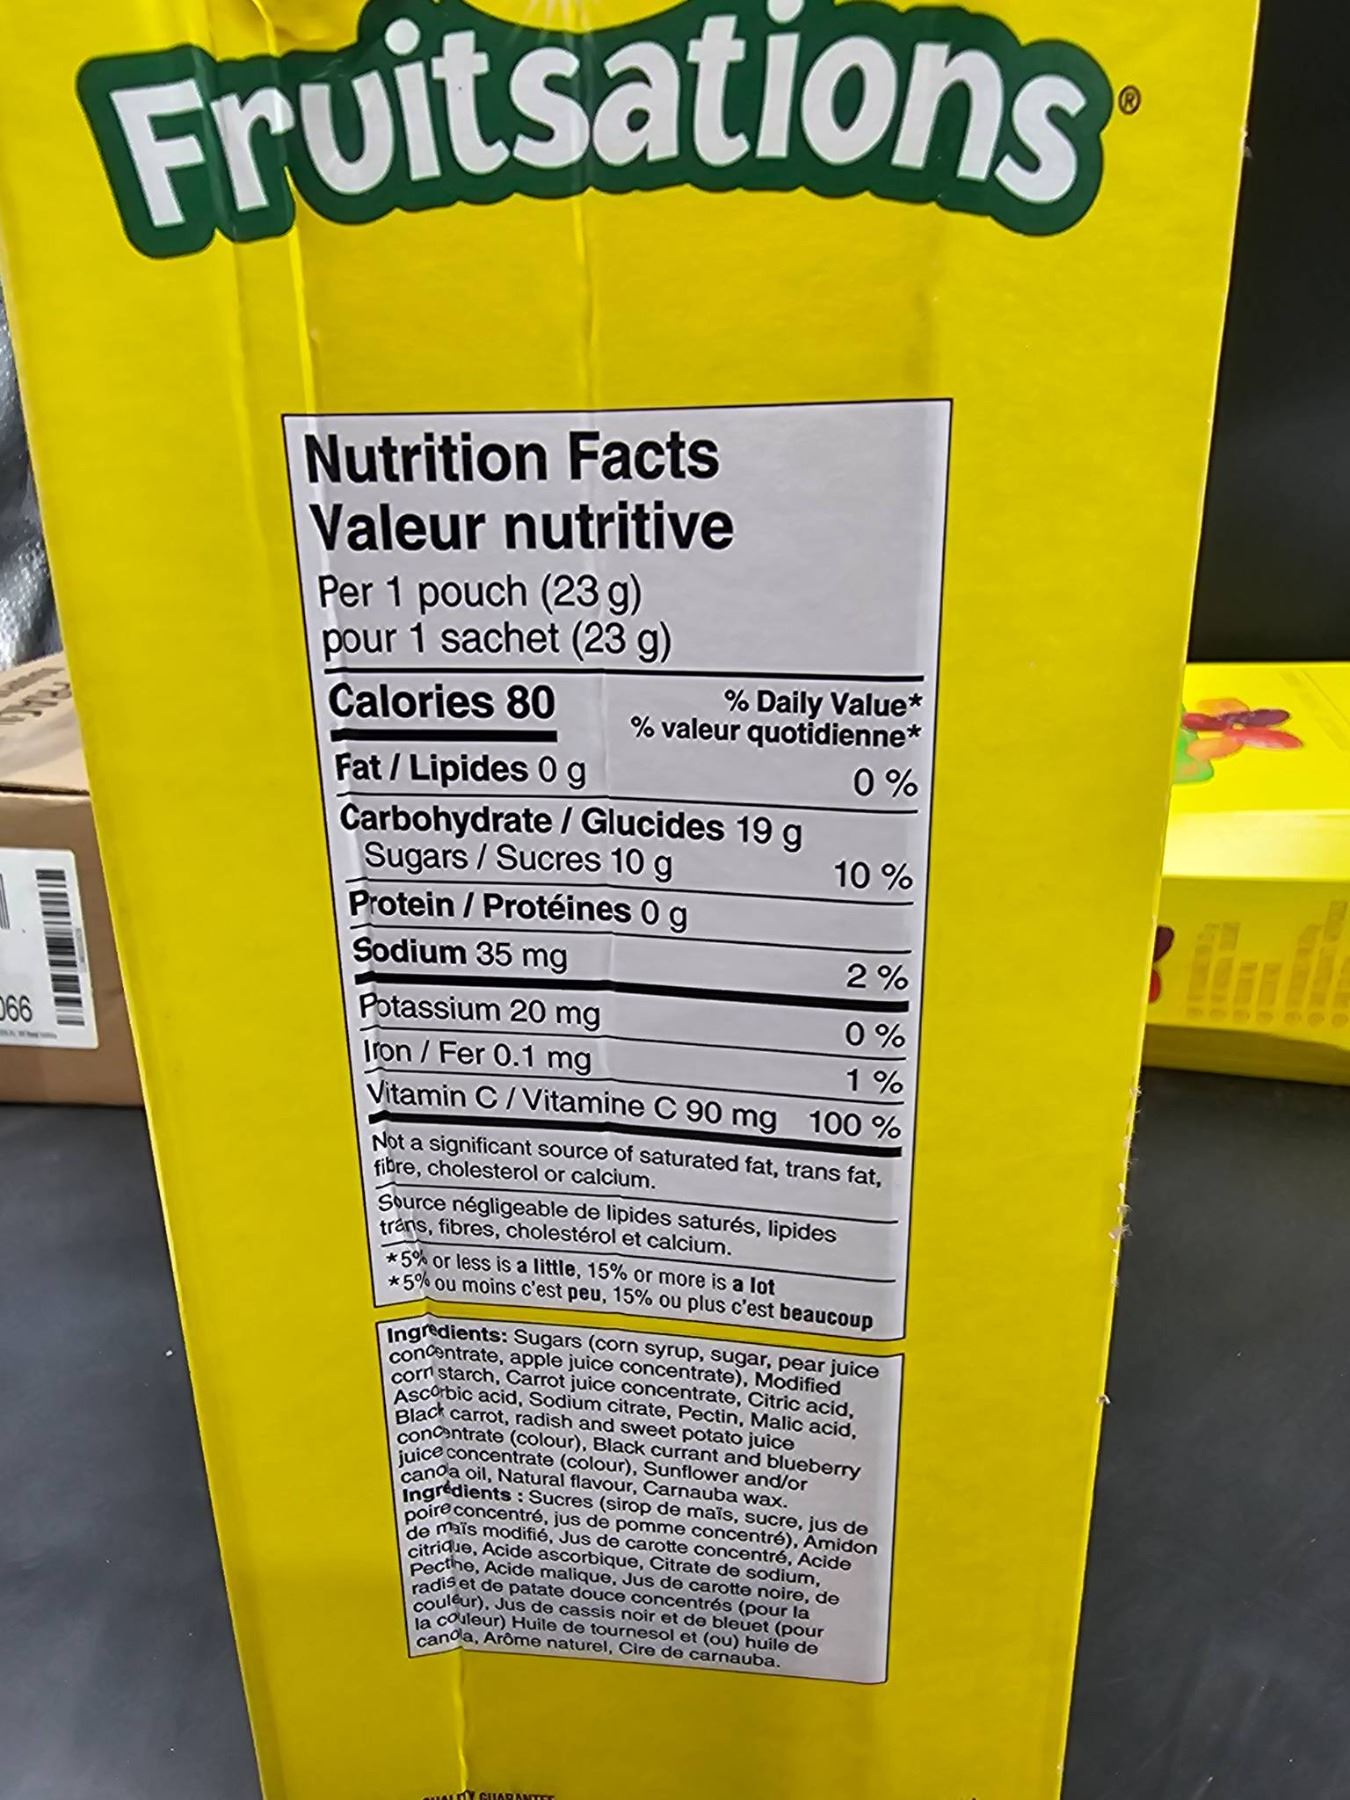 Fruitsations®
Nutrition Facts
Valeur nutritive
Per 1 pouch (23 g)
pour 1 sachet (23 g)
Calories 80
% Daily Value*
% valeur quotidienne*
Fat / Lipides 0 g 0 %
Carbohydrate / Glucides 19 g
Sugars / Sucres 10 g 10 %
Protein / Protéines 0 g
Sodium 35 mg 2 %
Potassium 20 mg 0 %
Iron / Fer 0.1 mg 1 %
Vitamin C / Vitamine C 90 mg 100 %
Not a significant source of saturated fat, trans fat,
fibre, cholesterol or calcium.
Source négligeable de lipides saturés, lipides
trans, fibres, cholestérol et calcium.
*5% or less is a little, 15% or more is a lot
*5% ou moins c'est peu, 15% ou plus c'est beaucoup
Ingredients: Sugars (corn syrup, sugar, pear juice
concentrate, apple juice concentrate), Modified
corn starch, Carrot juice concentrate, Citric acid,
Ascorbic acid, Sodium citrate, Pectin, Malic acid,
Black carrot, radish and sweet potato juice
concentrate (colour), Black currant and blueberry
juice concentrate (colour), Sunflower and/or
canola oil, Natural flavour, Carnauba wax.
Ingrédients : Sucres (sirop de maïs, sucre, jus de
poire concentré, jus de pomme concentré), Amidon
de maïs modifié, Jus de carotte concentré, Acide
citrique, Acide ascorbique, Citrate de sodium,
Pectine, Acide malique, Jus de carotte noire, de
radis et de patate douce concentrés (pour la
couleur), Jus de cassis noir et de bleuet (pour
la couleur) Huile de tournesol et (ou) huile de
canola, Arôme naturel, Cire de carnauba.
066
GUARANTEE